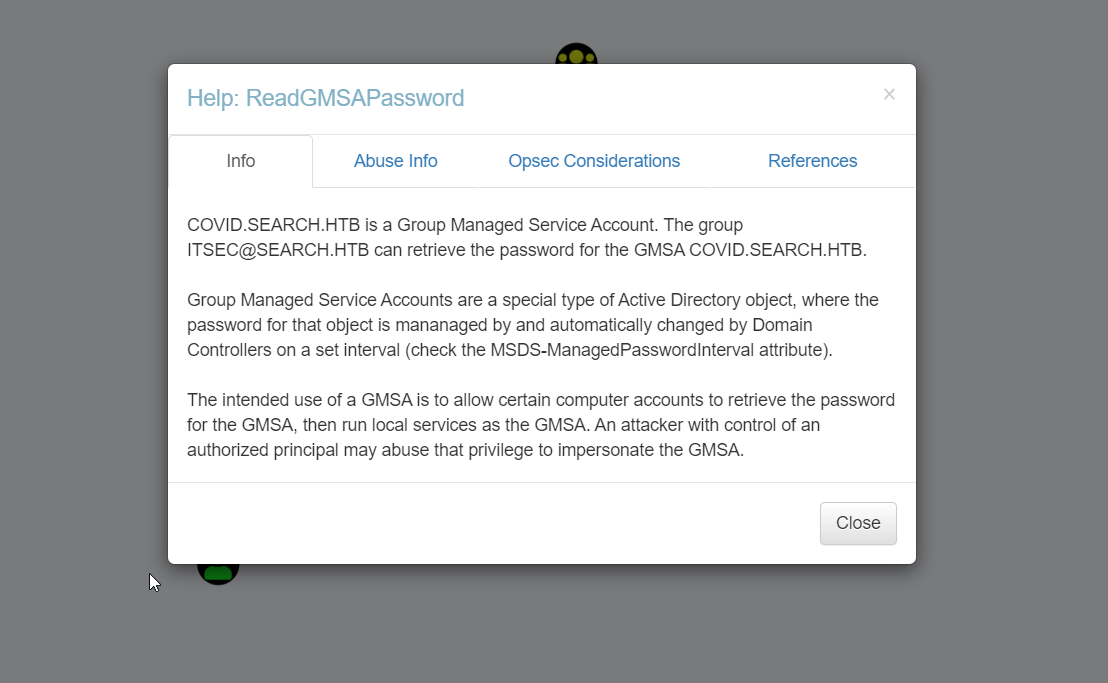 Help: ReadGMSAPassword
×
Info
Abuse Info
Opsec Considerations
References
COVID.SEARCH.HTB is a Group Managed Service Account. The group
ITSEC@SEARCH.HTB can retrieve the password for the GMSA COVID.SEARCH.HTB.
Group Managed Service Accounts are a special type of Active Directory object, where the
password for that object is mananaged by and automatically changed by Domain
Controllers on a set interval (check the MSDS-ManagedPasswordInterval attribute).
The intended use of a GMSA is to allow certain computer accounts to retrieve the password
for the GMSA, then run local services as the GMSA. An attacker with control of an
authorized principal may abuse that privilege to impersonate the GMSA.
Close